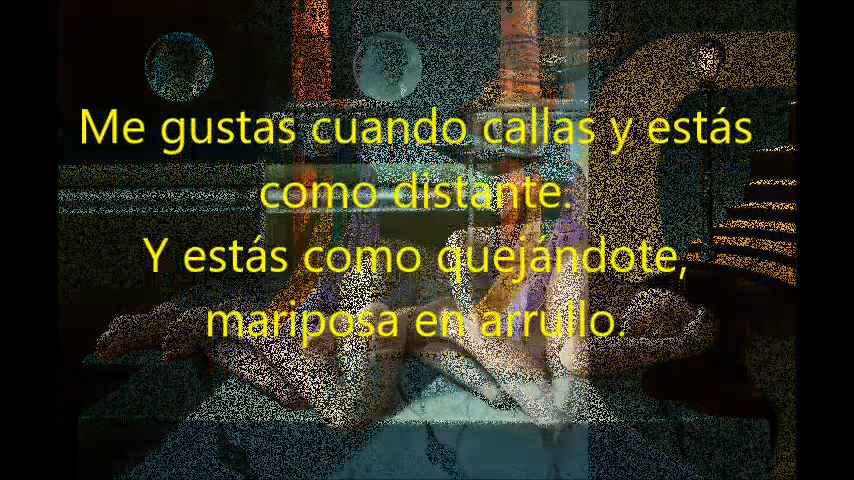 Me gustas cuando callas y estás
como distante.
Y estás como quejándote,
mariposa en arrullo.